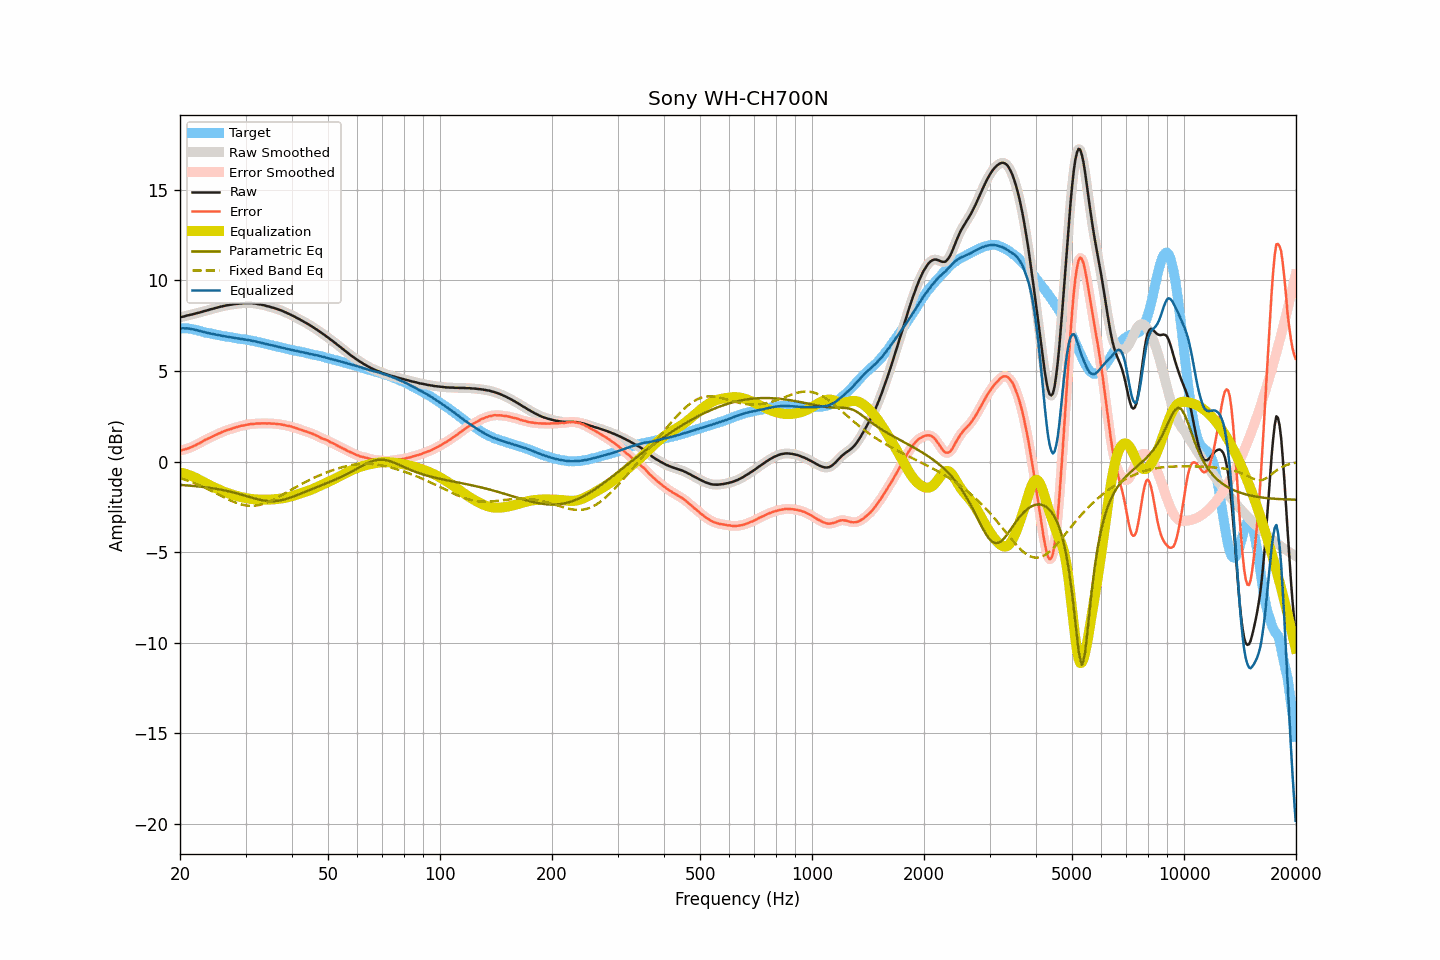 Sony WH-CH700N
Target
Raw Smoothed
Error Smoothed
Raw
Error
Equalization
Parametric Eq
Fixed Band Eq
Equalized
Amplitude (dBr)
15
10
5
0
−5
−10
−15
−20
20 50 100 200 500 1000 2000 5000 10000 20000
Frequency (Hz)